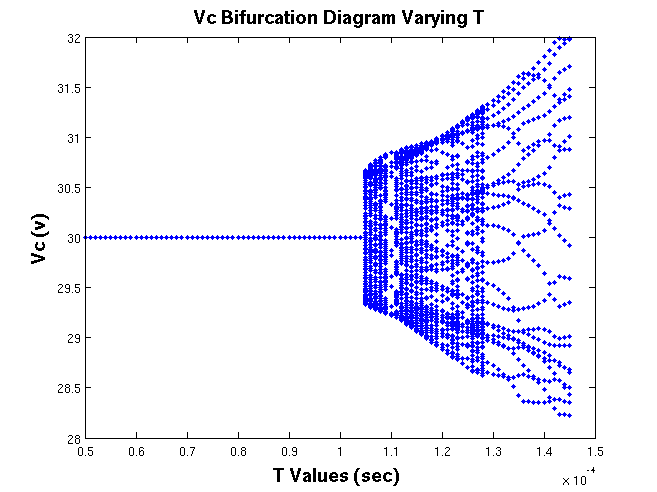 Vc Bifurcation Diagram Varying T
32
31.5
31
30.5
30
29.5
29
28.5
28
Vc (v)
0.5 0.6 0.7 0.8 0.9 1 1.1 1.2 1.3 1.4 1.5
T Values (sec)
x 10^-4